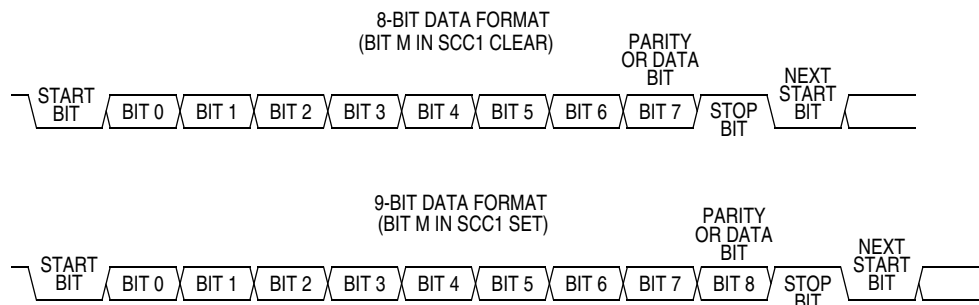 8-BIT DATA FORMAT
(BIT M IN SCC1 CLEAR)
PARITY
OR DATA
BIT
START
BIT
BIT 0
BIT 1
BIT 2
BIT 3
BIT 4
BIT 5
BIT 6
BIT 7
STOP
BIT
NEXT
START
BIT
9-BIT DATA FORMAT
(BIT M IN SCC1 SET)
PARITY
OR DATA
BIT
START
BIT
BIT 0
BIT 1
BIT 2
BIT 3
BIT 4
BIT 5
BIT 6
BIT 7
BIT 8
STOP
BIT
NEXT
START
BIT